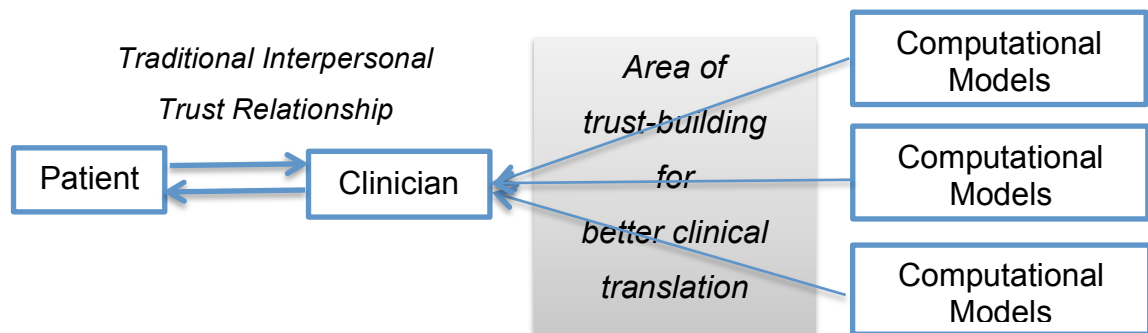 Traditional Interpersonal
Trust Relationship
Patient
Clinician
Area of
trust-building
for
better clinical
translation
Computational
Models
Computational
Models
Computational
Models